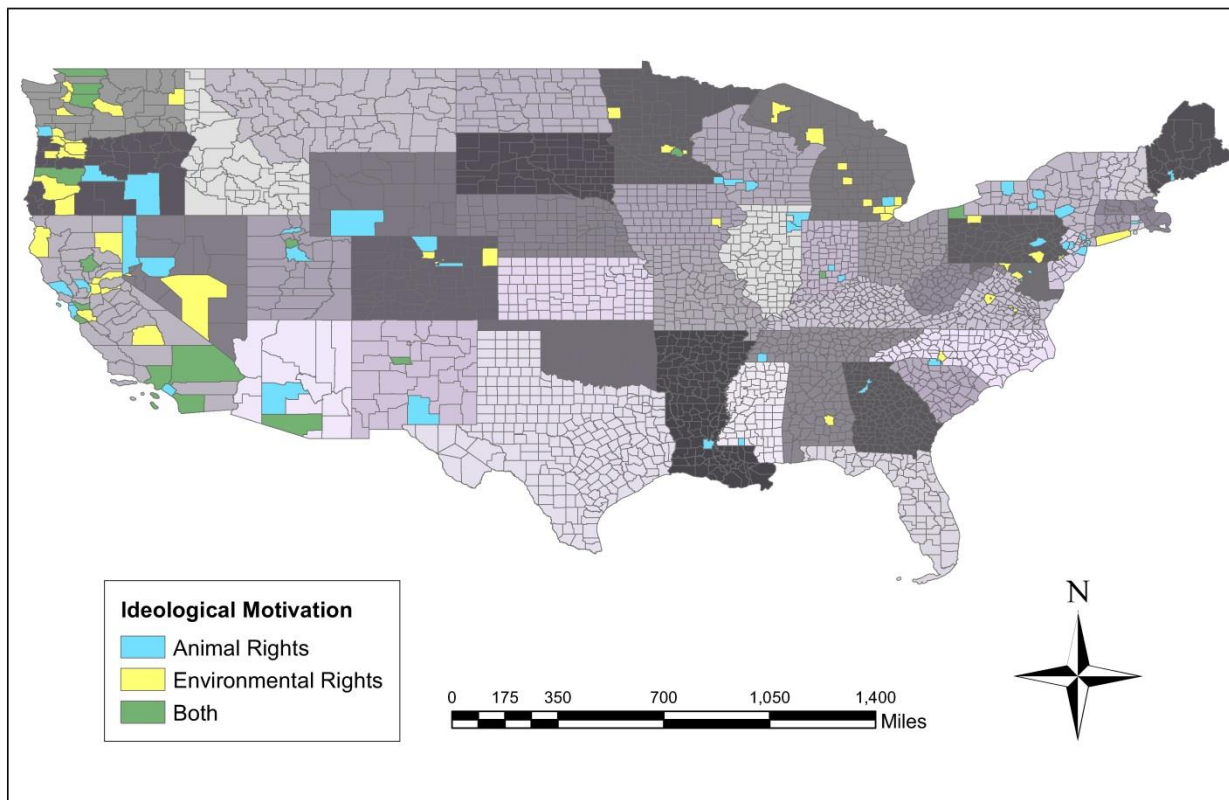 Ideological Motivation
Animal Rights
Environmental Rights
Both
0 175 350 700 1,050 1,400
Miles
N